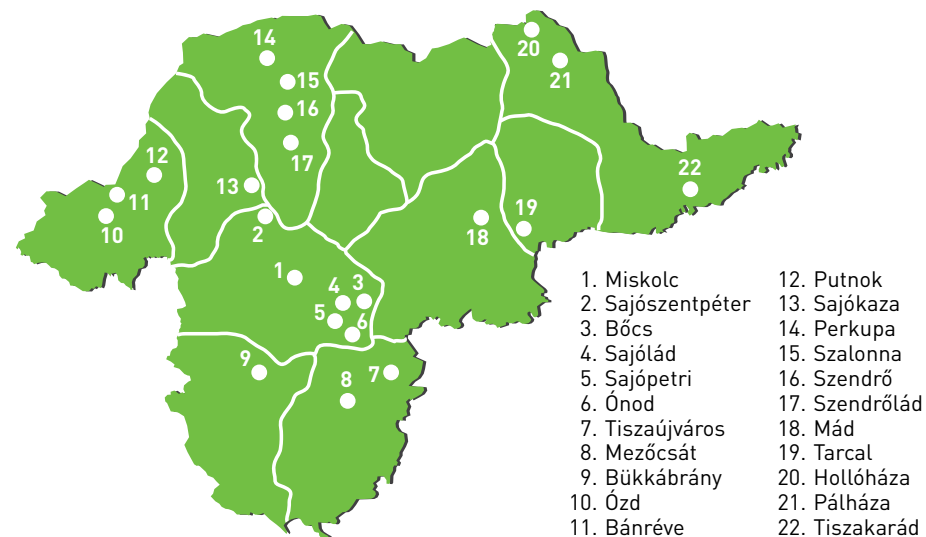 14
20
15
21
16
12
17
13
22
11
10
2
18
19
1
4
3
5
6
9
7
8
1. Miskolc
2. Sajószentpéter
3. Bőcs
4. Sajólád
5. Sajópetri
6. Ónod
7. Tiszaújváros
8. Mezőcsát
9. Bükkábrány
10. Ózd
11. Bánréve
12. Putnok
13. Sajókaza
14. Perkupa
15. Szalonna
16. Szendrő
17. Szendrőlád
18. Mád
19. Tarcal
20. Hollóháza
21. Pálháza
22. Tiszakarád